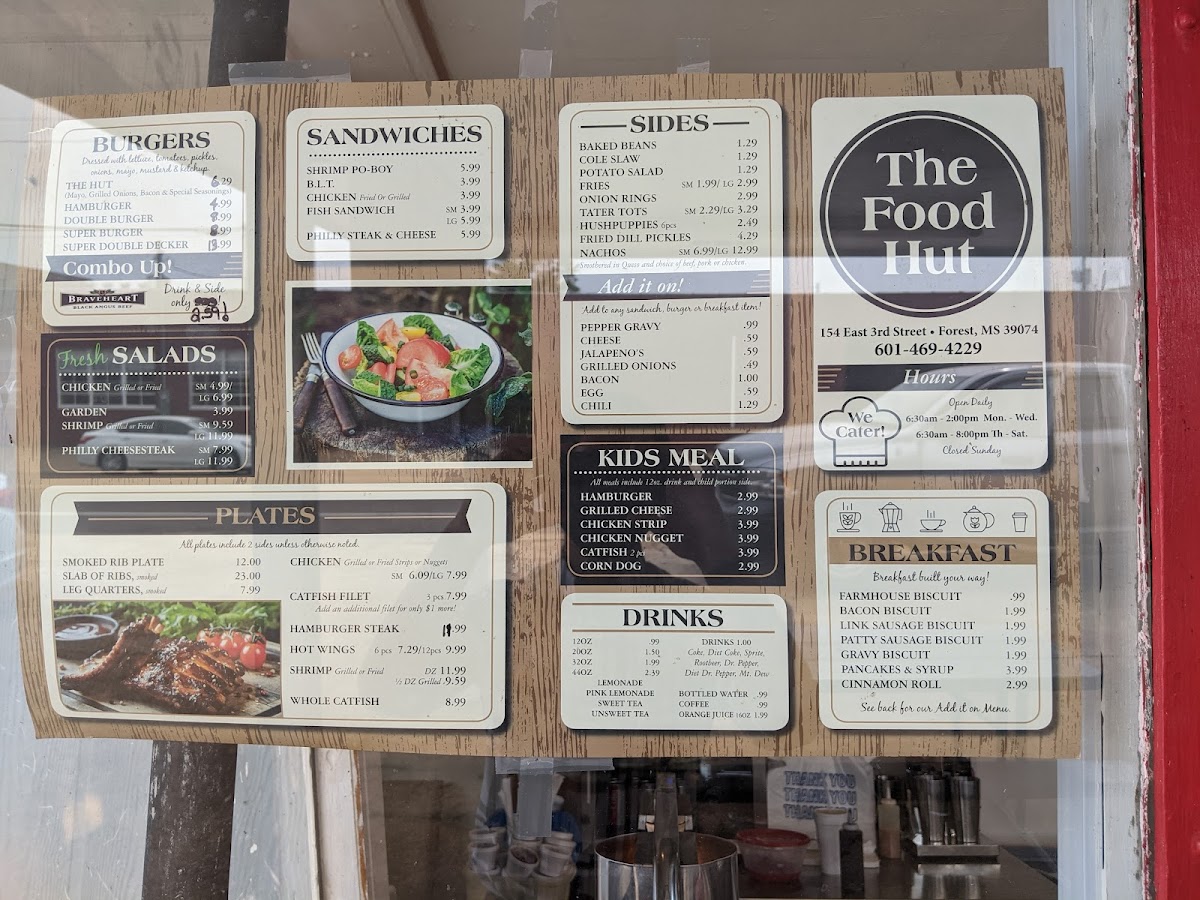 BURGERS
Dressed with lettuce, tomatoes, pickles,
onions, mayo, mustard & ketchup
THE HUT 6.29
(Mayo, Grilled Onions, Bacon & Special Seasonings)
HAMBURGER 4.99
DOUBLE BURGER 8.99
SUPER BURGER .99
SUPER DOUBLE DECKER 13.99
Combo Up!
BRAVEHEART
BLACK ANGUS BEEF
Drink & Side
only
2.59!
Fresh SALADS
CHICKEN Grilled or Fried SM 4.99/
LG 6.99
GARDEN 3.99
SHRIMP Grilled or Fried SM 9.59
LG 11.99
PHILLY CHEESESTEAK SM 7.99
LG 11.99
SANDWICHES
SHRIMP PO-BOY 5.99
B.L.T. 3.99
CHICKEN Fried Or Grilled 3.99
FISH SANDWICH SM 3.99
LG 5.99
PHILLY STEAK & CHEESE 5.99
PLATES
All plates include 2 sides unless otherwise noted.
SMOKED RIB PLATE 12.00
SLAB OF RIBS, smoked 23.00
LEG QUARTERS, smoked 7.99
CHICKEN Grilled or Fried Strips or Nuggets
SM 6.09/LG 7.99
CATFISH FILET 3 pcs 7.99
Add an additional filet for only $1 more!
HAMBURGER STEAK .99
HOT WINGS 6 pcs 7.29/12pcs 9.99
SHRIMP Grilled or Fried DZ 11.99
½ DZ Grilled .9.59
WHOLE CATFISH 8.99
SIDES
BAKED BEANS 1.29
COLE SLAW 1.29
POTATO SALAD 1.29
FRIES SM 1.99/ LG 2.99
ONION RINGS 2.99
TATER TOTS SM 2.29/LG 3.29
HUSHPUPPIES 6pcs 2.49
FRIED DILL PICKLES 4.29
NACHOS SM 6.99/LG 12.99
Smothered in Queso and choice of beef, pork or chicken
Add it on!
Add to any sandwich, burger or breakfast item!
PEPPER GRAVY .99
CHEESE .59
JALAPENO'S .59
GRILLED ONIONS .49
BACON 1.00
EGG .59
CHILI 1.29
KIDS MEAL
All meals include 12oz. drink and child portion side.
HAMBURGER 2.99
GRILLED CHEESE 2.99
CHICKEN STRIP 3.99
CHICKEN NUGGET 3.99
CATFISH 2 pcs 3.99
CORN DOG 2.99
DRINKS
12OZ .99
20OZ 1.50
32OZ 1.99
44OZ 2.39
LEMONADE
PINK LEMONADE
SWEET TEA
UNSWEET TEA
DRINKS 1.00
Coke, Diet Coke, Sprite,
Rootbeer, Dr. Pepper,
Diet Dr. Pepper, Mt. Dew
BOTTLED WATER .99
COFFEE .99
ORANGE JUICE 16OZ 1.99
The
Food
Hut
154 East 3rd Street • Forest, MS 39074
601-469-4229
Hours
We
Cater!
Open Daily
6:30am - 2:00pm Mon. - Wed.
6:30am - 8:00pm Th - Sat.
Closed Sunday
BREAKFAST
Breakfast built your way!
FARMHOUSE BISCUIT .99
BACON BISCUIT 1.99
LINK SAUSAGE BISCUIT 1.99
PATTY SAUSAGE BISCUIT 1.99
GRAVY BISCUIT 1.99
PANCAKES & SYRUP 3.99
CINNAMON ROLL 2.99
See back for our Add it on Menu.
THANK YOU
THANK YOU